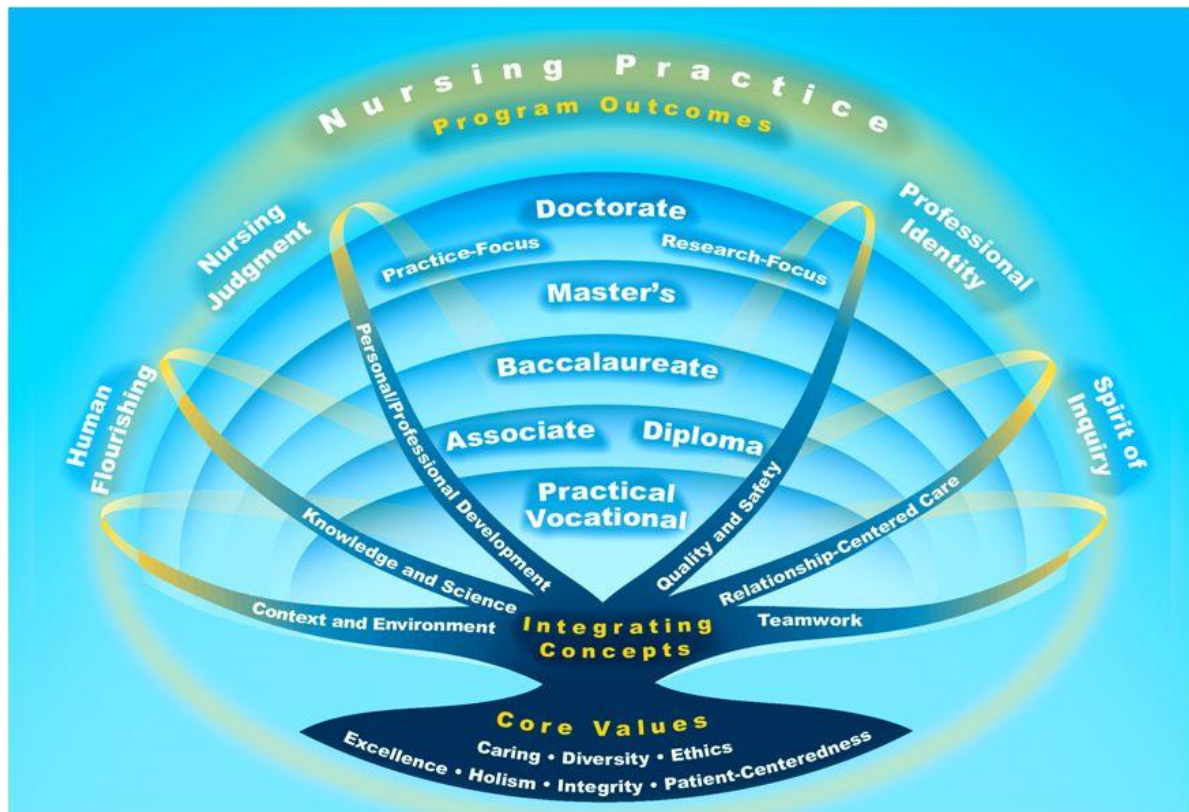 Nursing Practice
Program Outcomes
Nursing
Judgment
Professional
Identity
Human
Flourishing
Spirit of
Inquiry
Doctorate
Practice-Focus
Research-Focus
Master's
Baccalaureate
Associate
Diploma
Practical
Vocational
Personal/Professional Development
Quality and Safety
Knowledge and Science
Relationship-Centered Care
Context and Environment
Teamwork
Integrating
Concepts
Core Values
Caring • Diversity • Ethics
Excellence • Holism • Integrity • Patient-Centeredness